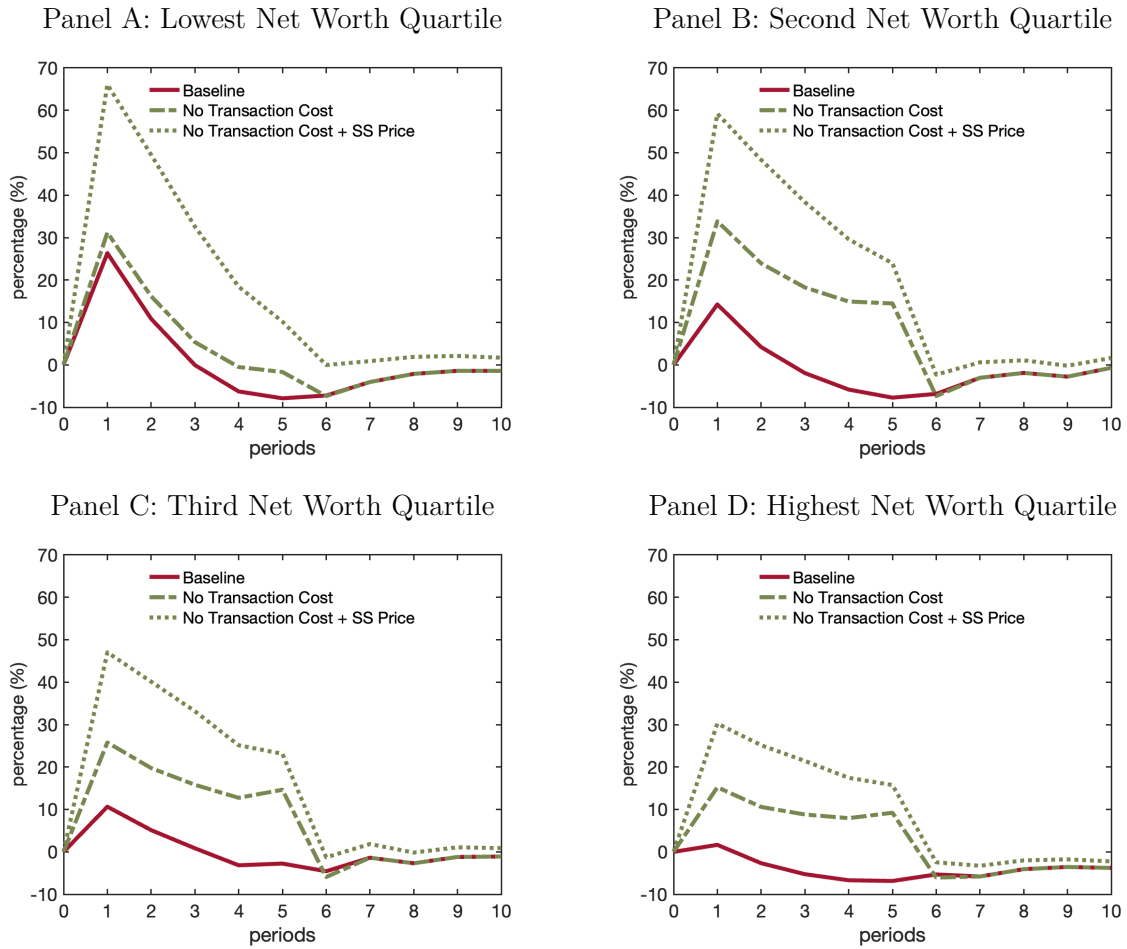 Panel A: Lowest Net Worth Quartile
70
60
50
40
30
20
10
0
-10
percentage (%)
Baseline
No Transaction Cost
No Transaction Cost + SS Price
0 1 2 3 4 5 6 7 8 9 10
periods
Panel B: Second Net Worth Quartile
70
60
50
40
30
20
10
0
-10
percentage (%)
Baseline
No Transaction Cost
No Transaction Cost + SS Price
0 1 2 3 4 5 6 7 8 9 10
periods
Panel C: Third Net Worth Quartile
70
60
50
40
30
20
10
0
-10
percentage (%)
Baseline
No Transaction Cost
No Transaction Cost + SS Price
0 1 2 3 4 5 6 7 8 9 10
periods
Panel D: Highest Net Worth Quartile
70
60
50
40
30
20
10
0
-10
percentage (%)
Baseline
No Transaction Cost
No Transaction Cost + SS Price
0 1 2 3 4 5 6 7 8 9 10
periods